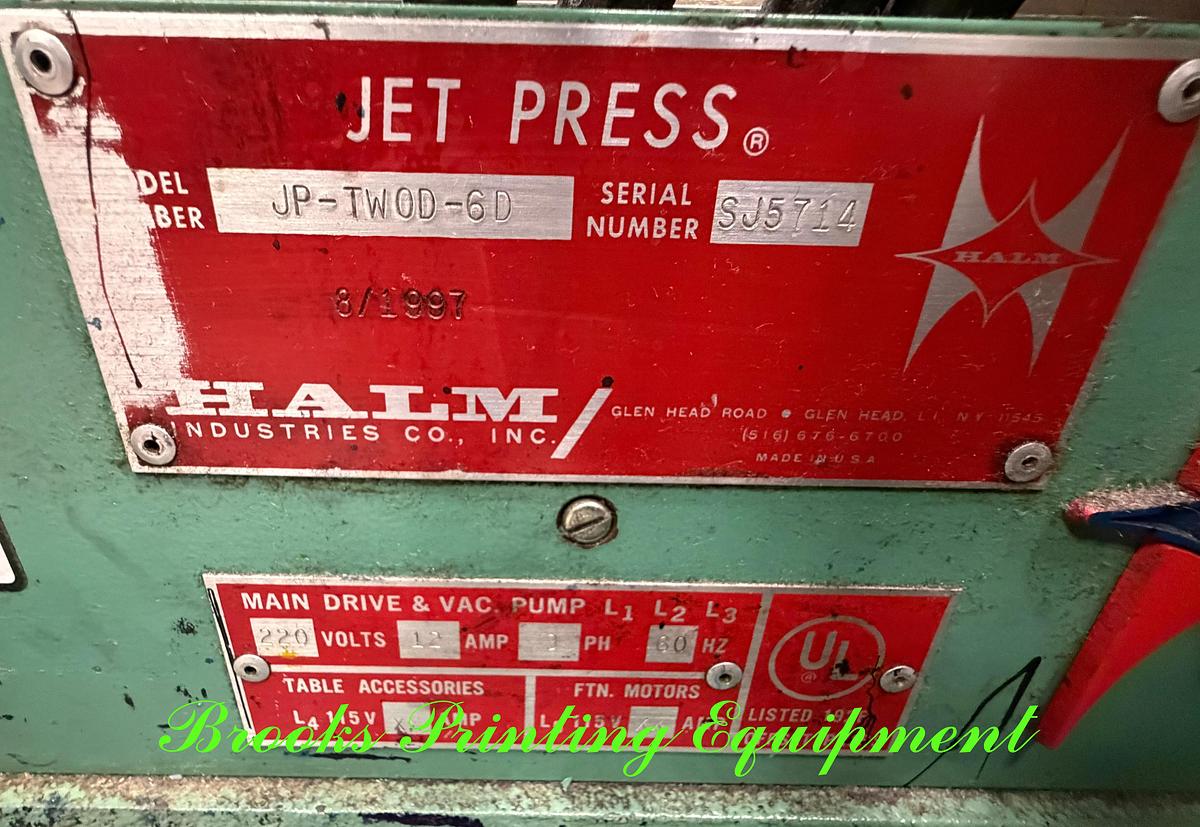 JET PRESS®
DEL BER JP-TWOD-6D SERIAL NUMBER SJ5714
HALM
8/1997
HALM/
INDUSTRIES CO., INC.
GLEN HEAD ROAD • GLEN HEAD, L.I., N.Y. 11545
(516) 676-6700
MADE IN U.S.A.
MAIN DRIVE & VAC. PUMP L1 L2 L3
220 VOLTS 12 AMP PH 60 HZ
UL
TABLE ACCESSORIES
L4 115V AMP
FTN. MOTORS
115V
LISTED
Brooks Printing Equipment